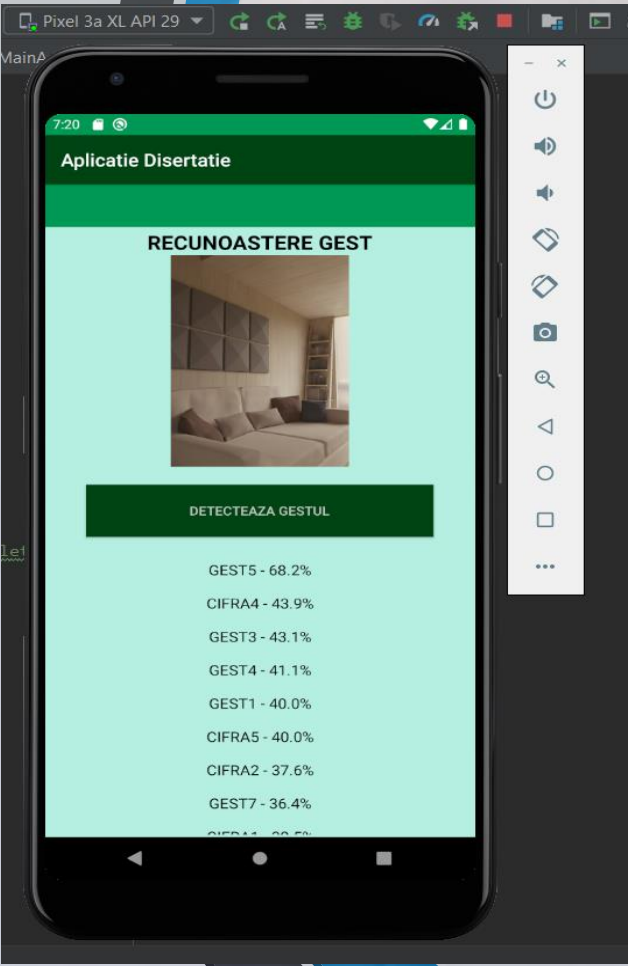 Pixel 3a XL API 29
MainA
7:20
Aplicatie Disertatie
RECUNOASTERE GEST
DETECTEAZA GESTUL
GEST5 - 68.2%
CIFRA4 - 43.9%
GEST3 - 43.1%
GEST4 - 41.1%
GEST1 - 40.0%
CIFRA5 - 40.0%
CIFRA2 - 37.6%
GEST7 - 36.4%